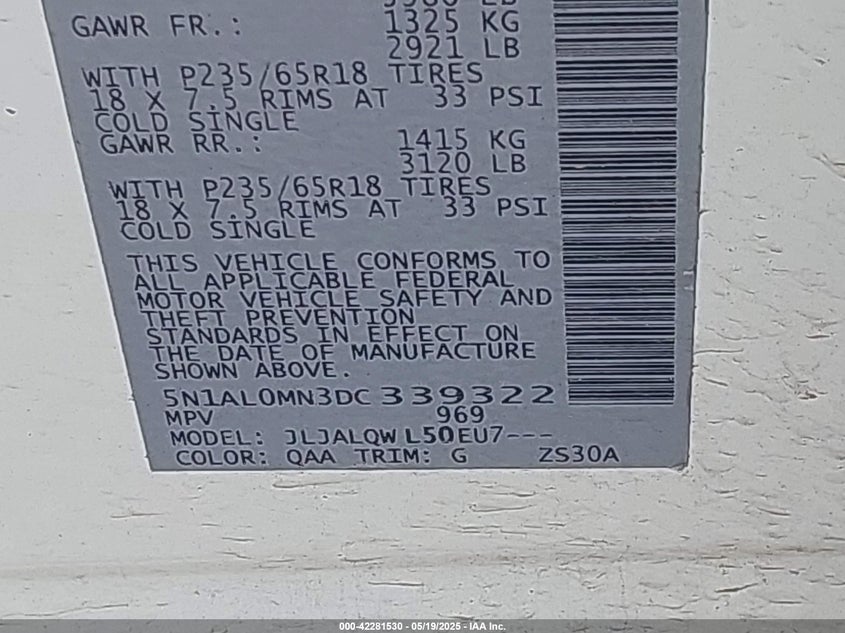 GAWR FR.: 1325 KG
2921 LB
WITH P235/65R18 TIRES
18 X 7.5 RIMS AT 33 PSI
COLD SINGLE
GAWR RR.: 1415 KG
3120 LB
WITH P235/65R18 TIRES
18 X 7.5 RIMS AT 33 PSI
COLD SINGLE
THIS VEHICLE CONFORMS TO
ALL APPLICABLE FEDERAL
MOTOR VEHICLE SAFETY AND
THEFT PREVENTION
STANDARDS IN EFFECT ON
THE DATE OF MANUFACTURE
SHOWN ABOVE.
5N1AL0MN3DC339322
MPV 969
MODEL: JLJALQWL50EU7---
COLOR: QAA TRIM: G ZS30A
000-42281530 - 05/19/2025 - IAA Inc.